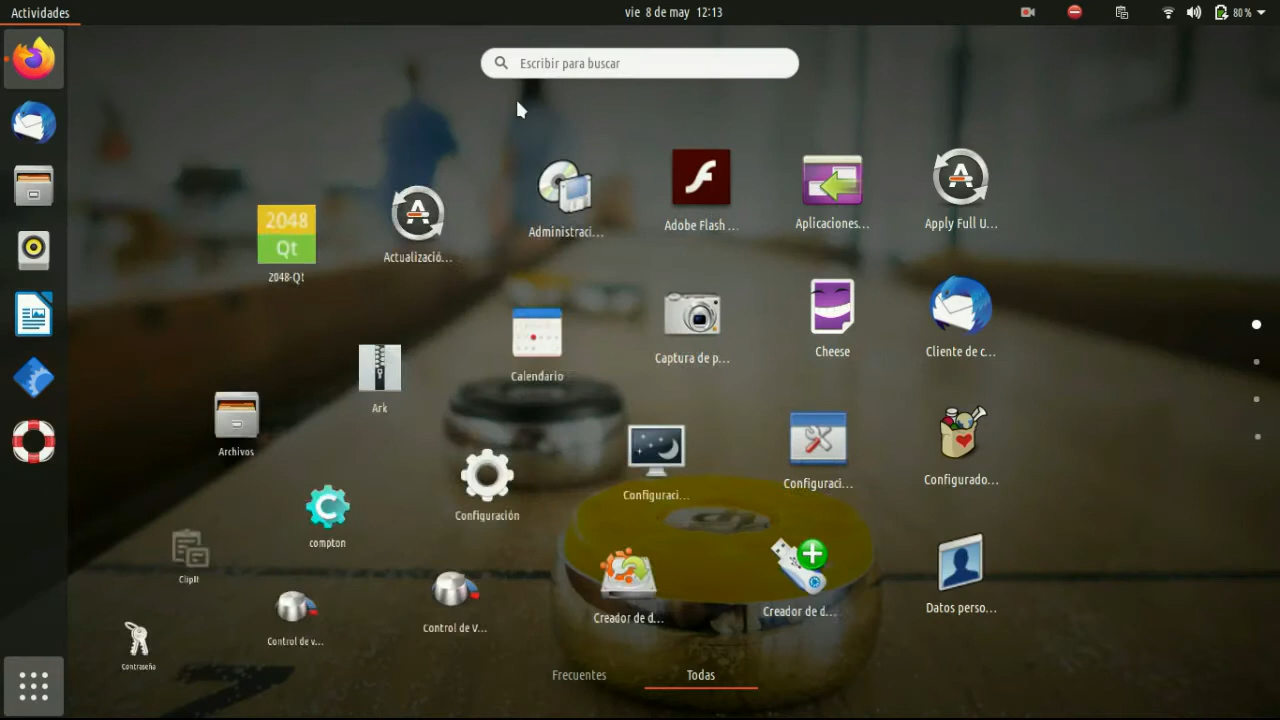 Actividades
vie 8 de may 12:13
80 %
Escribir para buscar
2048
Qt
2048-Qt
Actualizació...
Administraci...
Adobe Flash ...
Aplicaciones...
Apply Full U...
Calendario
Captura de p...
Cheese
Cliente de c...
Ark
Archivos
Configuración
Configuraci...
Configuraci...
Configurado...
compton
ClipIt
Contraseña
Control de v...
Control de V...
Creador de d...
Creador de d...
Datos perso...
Frecuentes
Todas